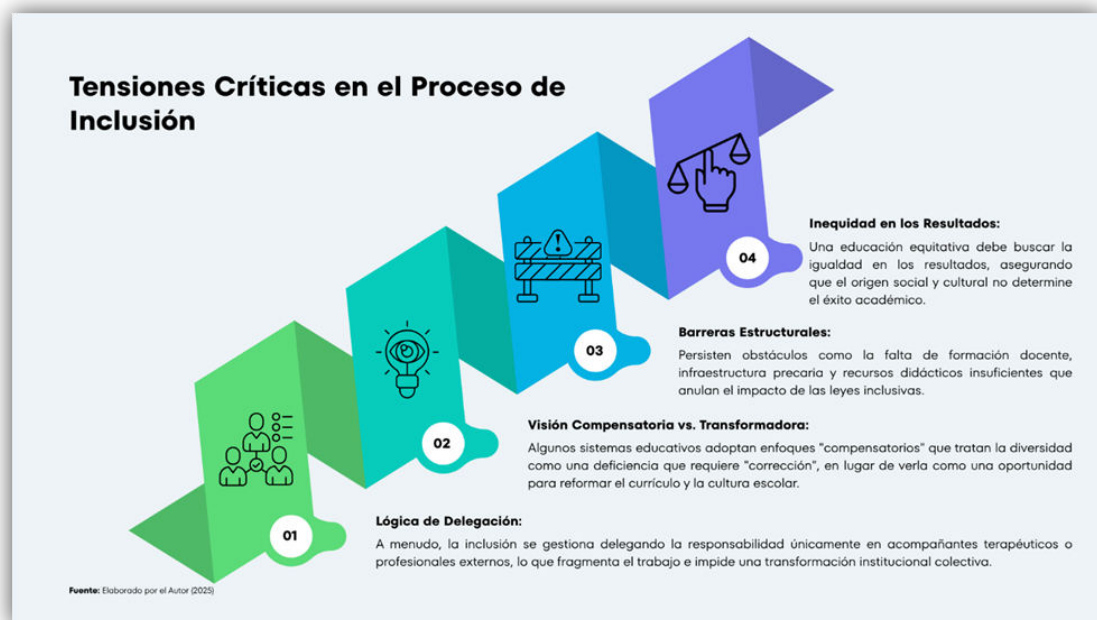 Tensiones Críticas en el Proceso de
Inclusión
04
Inequidad en los Resultados:
Una educación equitativa debe buscar la
igualdad en los resultados, asegurando
que el origen social y cultural no determine
el éxito académico.
03
Barreras Estructurales:
Persisten obstáculos como la falta de formación docente,
infraestructura precaria y recursos didácticos insuficientes que
anulan el impacto de las leyes inclusivas.
02
Visión Compensatoria vs. Transformadora:
Algunos sistemas educativos adoptan enfoques "compensatorios" que tratan la diversidad
como una deficiencia que requiere "corrección", en lugar de verla como una oportunidad
para reformar el currículo y la cultura escolar.
01
Lógica de Delegación:
A menudo, la inclusión se gestiona delegando la responsabilidad únicamente en acompañantes terapéuticos o
profesionales externos, lo que fragmenta el trabajo e impide una transformación institucional colectiva.
Fuente: Elaborado por el Autor (2025)